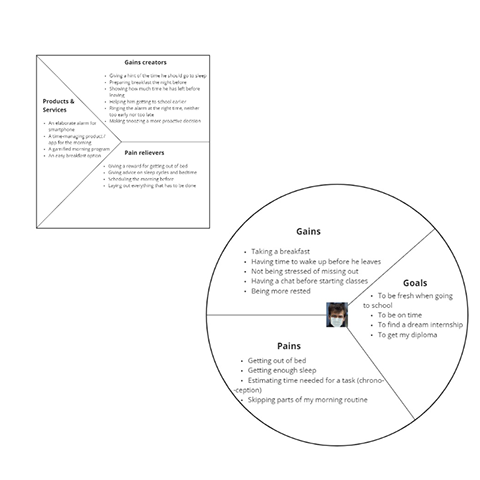 Gains creators
• Giving a hint of the time he should go to sleep
• Preparing breakfast the night before
• Showing how much time he has left before
leaving
• Helping him getting to school earlier
• Ringing the alarm at the right time, neither
too early nor too late
• Making snoozing a more proactive decision
Products &
Services
• An elaborate alarm for
smartphone
• A time-managing product/
app for the morning
• A gamified morning program
• An easy breakfast option
Pain relievers
• Giving a reward for getting out of bed
• Giving advice on sleep cycles and bedtime
• Scheduling the morning before
• Laying out everything that has to be done
Gains
• Taking a breakfast
• Having time to wake up before he leaves
• Not being stressed of missing out
• Having a chat before starting classes
• Being more rested
Goals
• To be fresh when going
to school
• To be on time
• To find a dream internship
• To get my diploma
Pains
• Getting out of bed
• Getting enough sleep
• Estimating time needed for a task (chrono-
-ception)
• Skipping parts of my morning routine